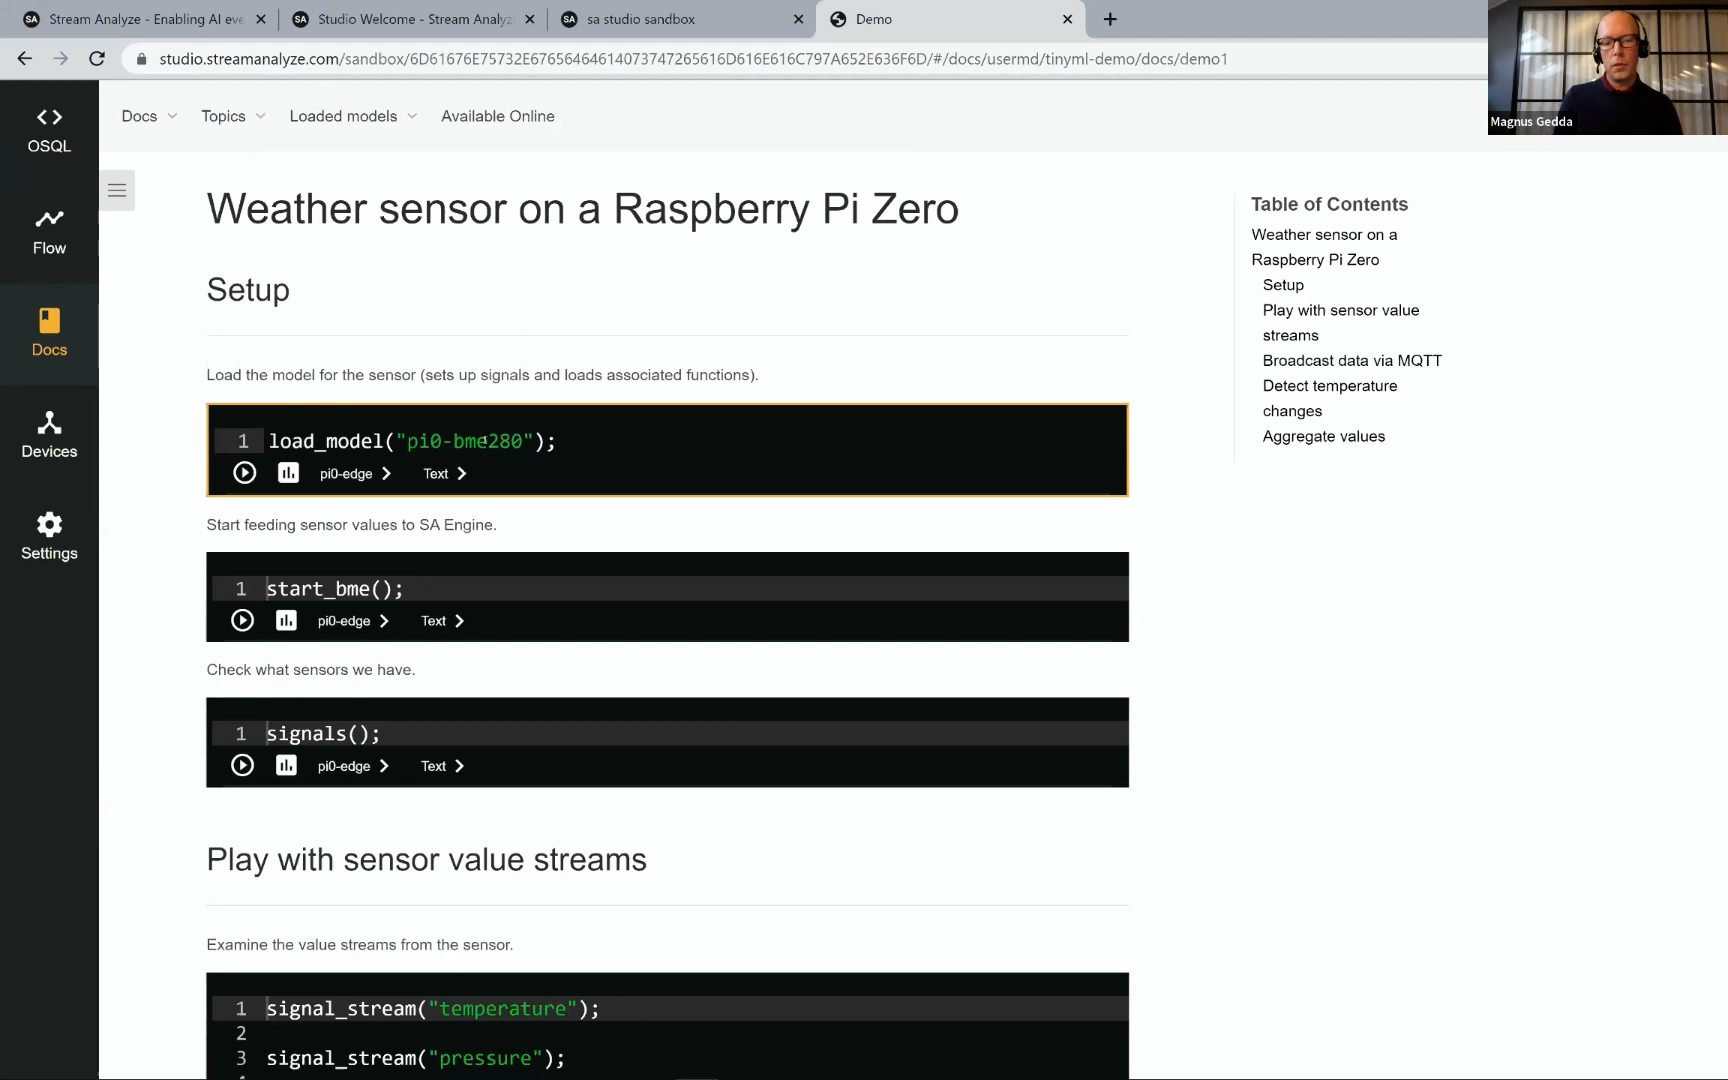 Stream Analyze - Enabling AI eve
Studio Welcome - Stream Analyz
sa studio sandbox
Demo
studio.streamanalyze.com/sandbox/6D61676E75732E67656464614073747265616D616E616C797A652E636F6D/#/docs/usermd/tinyml-demo/docs/demo1
Magnus Gedda
OSQL
Flow
Docs
Devices
Settings
Docs Topics Loaded models Available Online
Weather sensor on a Raspberry Pi Zero
Setup
Load the model for the sensor (sets up signals and loads associated functions).
1 load_model("pi0-bme280");
pi0-edge Text
Start feeding sensor values to SA Engine.
1 start_bme();
pi0-edge Text
Check what sensors we have.
1 signals();
pi0-edge Text
Play with sensor value streams
Examine the value streams from the sensor.
1 signal_stream("temperature");
2
3 signal_stream("pressure");
Table of Contents
Weather sensor on a
Raspberry Pi Zero
Setup
Play with sensor value
streams
Broadcast data via MQTT
Detect temperature
changes
Aggregate values